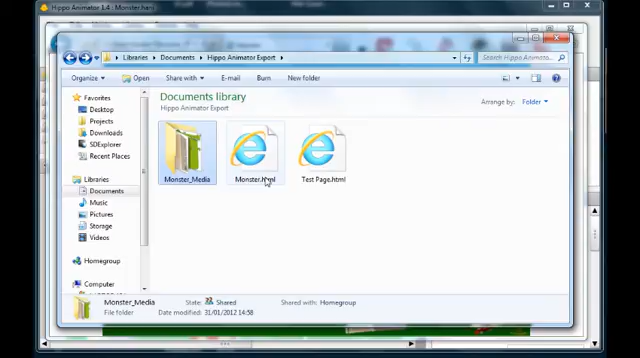 Hippo Animator 1.4 : Monster.hani
Libraries ▸ Documents ▸ Hippo Animator Export ▸
Search Hippo Animato...
Organize Open Share with E-mail Burn New folder
Documents library
Hippo Animator Export
Arrange by: Folder
Favorites
Desktop
Projects
Downloads
SDExplorer
Recent Places
Libraries
Documents
Music
Pictures
Storage
Videos
Homegroup
Computer
Monster_Media
Monster.html
Test Page.html
Monster_Media State: Shared Shared with: Homegroup
File folder Date modified: 31/01/2012 14:58